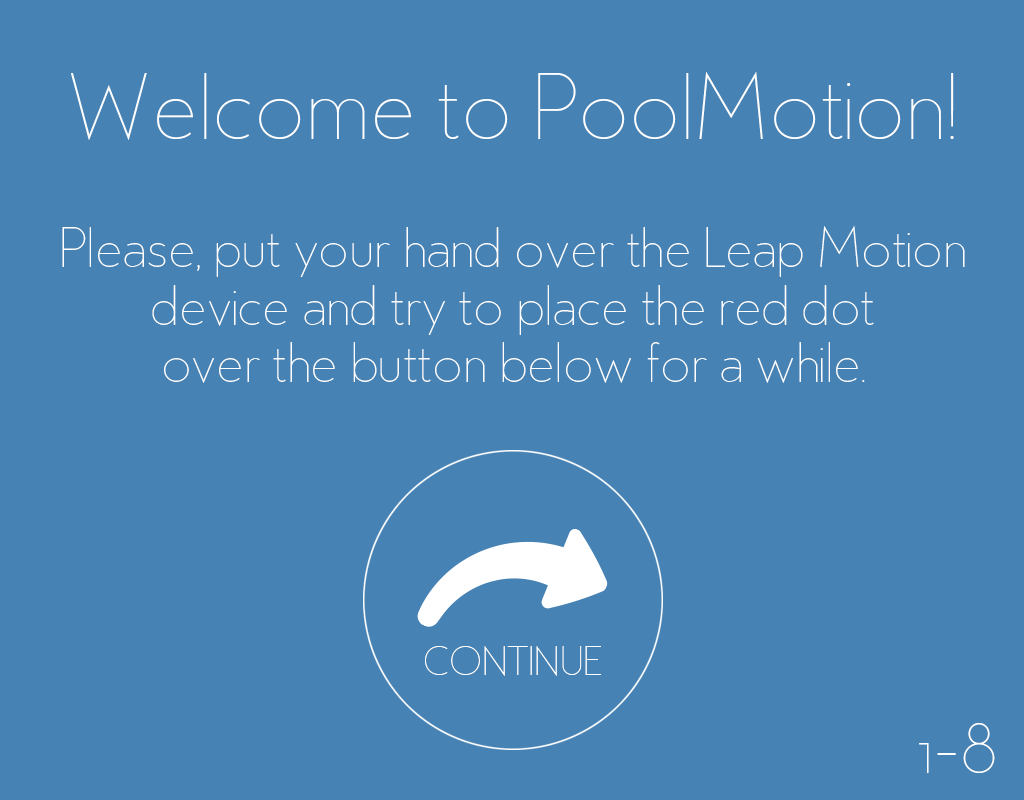 Welcome to PoolMotion!
Please, put your hand over the Leap Motion
device and try to place the red dot
over the button below for a while.
CONTINUE
1-8